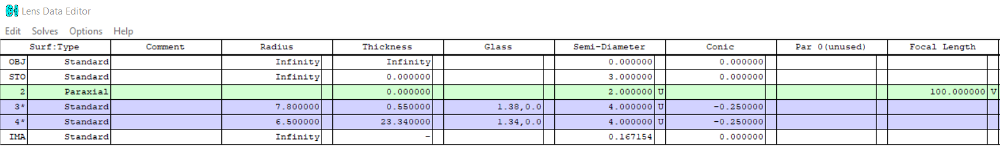 Lens Data Editor
Edit Solves Options Help
Surf:Type Comment Radius Thickness Glass Semi-Diameter Conic Par 0(unused) Focal Length
OBJ Standard Infinity Infinity 0.000000 0.000000
STO Standard Infinity 0.000000 3.000000 0.000000
2 Paraxial 0.000000 2.000000 U 100.000000 V
3* Standard 7.800000 0.550000 1.38,0.0 4.000000 U -0.250000
4* Standard 6.500000 23.340000 1.34,0.0 4.000000 U -0.250000
IMA Standard Infinity - 0.167154 0.000000